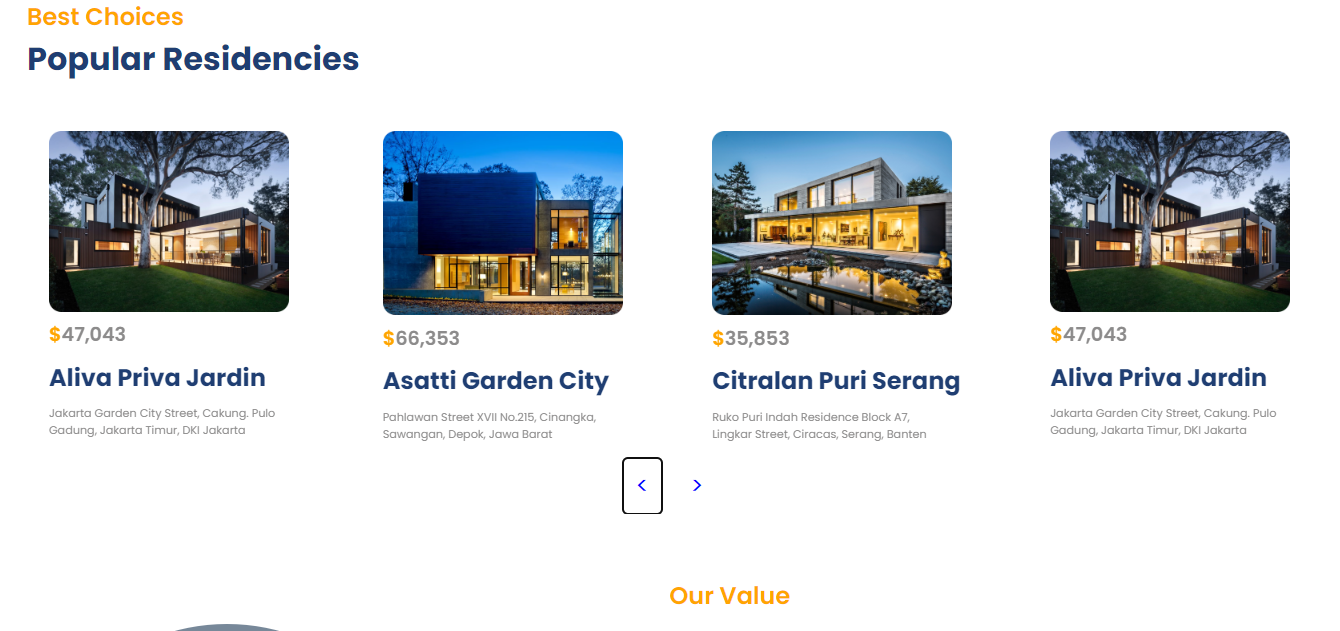 Best Choices
Popular Residencies
$47,043
Aliva Priva Jardin
Jakarta Garden City Street, Cakung. Pulo
Gadung, Jakarta Timur, DKI Jakarta
$66,353
Asatti Garden City
Pahlawan Street XVII No.215, Cinangka,
Sawangan, Depok, Jawa Barat
$35,853
Citralan Puri Serang
Ruko Puri Indah Residence Block A7,
Lingkar Street, Ciracas, Serang, Banten
$47,043
Aliva Priva Jardin
Jakarta Garden City Street, Cakung. Pulo
Gadung, Jakarta Timur, DKI Jakarta
< >
Our Value